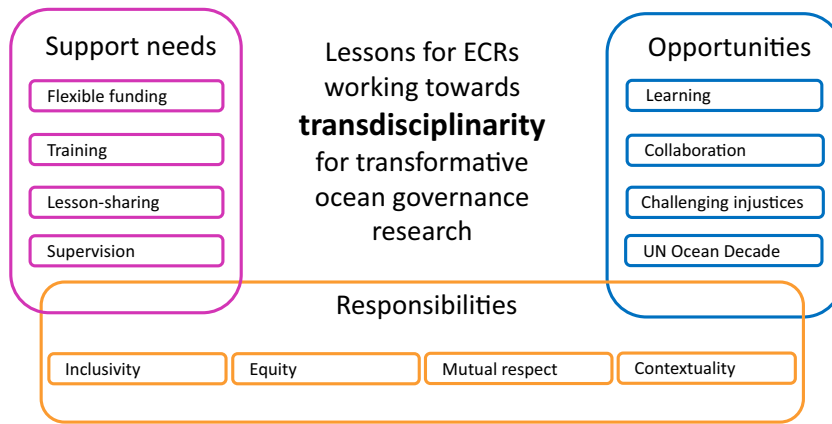 Support needs
Flexible funding
Training
Lesson-sharing
Supervision
Lessons for ECRs
working towards
transdisciplinarity
for transformative
ocean governance
research
Opportunities
Learning
Collaboration
Challenging injustices
UN Ocean Decade
Responsibilities
Inclusivity
Equity
Mutual respect
Contextuality